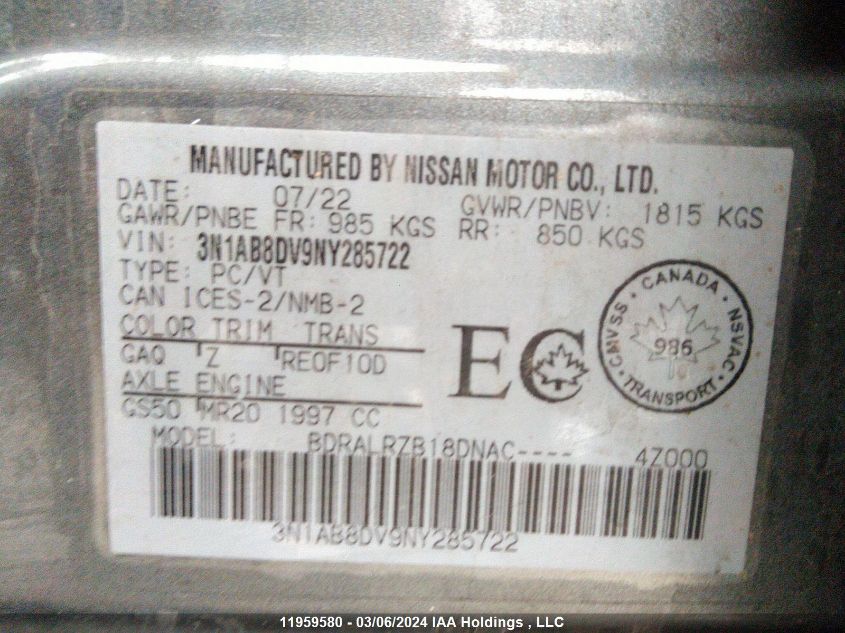 MANUFACTURED BY NISSAN MOTOR CO., LTD.
DATE: 07/22 GVWR/PNBV: 1815 KGS
GAWR/PNBE FR: 985 KGS RR: 850 KGS
VIN: 3N1AB8DV9NY285722
TYPE: PC/VT
CAN ICES-2/NMB-2
COLOR TRIM TRANS
GAQ Z RE0F10D
AXLE ENGINE
GS50 MR20 1997 CC
EC
CANADA
CMVSS 986 NSVAC
TRANSPORT
MODEL: BDRALRZB18DNAC---- 4Z000
3N1AB8DV9NY285722
11959580 - 03/06/2024 IAA Holdings , LLC